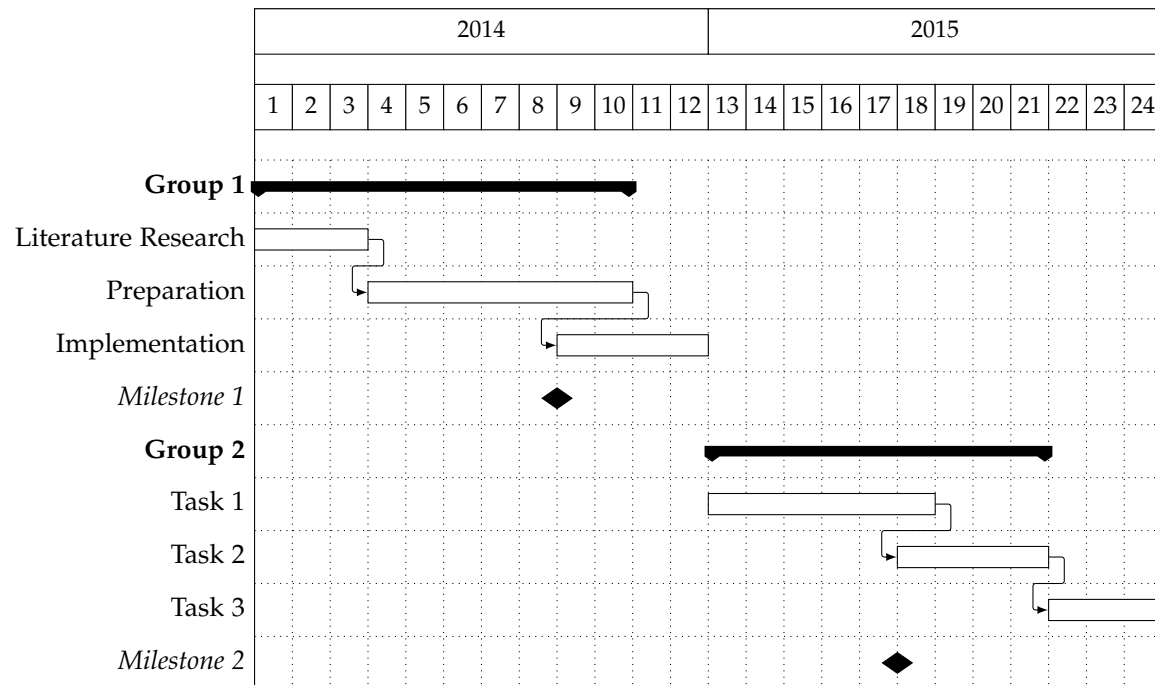 2014 2015
1 2 3 4 5 6 7 8 9 10 11 12 13 14 15 16 17 18 19 20 21 22 23 24
Group 1
Literature Research
Preparation
Implementation
Milestone 1
Group 2
Task 1
Task 2
Task 3
Milestone 2